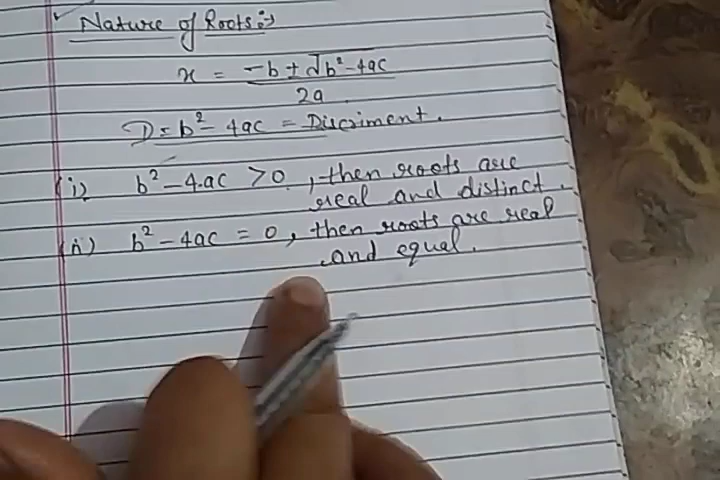 Nature of Roots :-
x = -b ± √b² - 4ac
2a
D = b² - 4ac = Discriment.
(i) b² - 4ac > 0, then roots are
real and distinct.
(ii) b² - 4ac = 0, then roots are real
and equal.